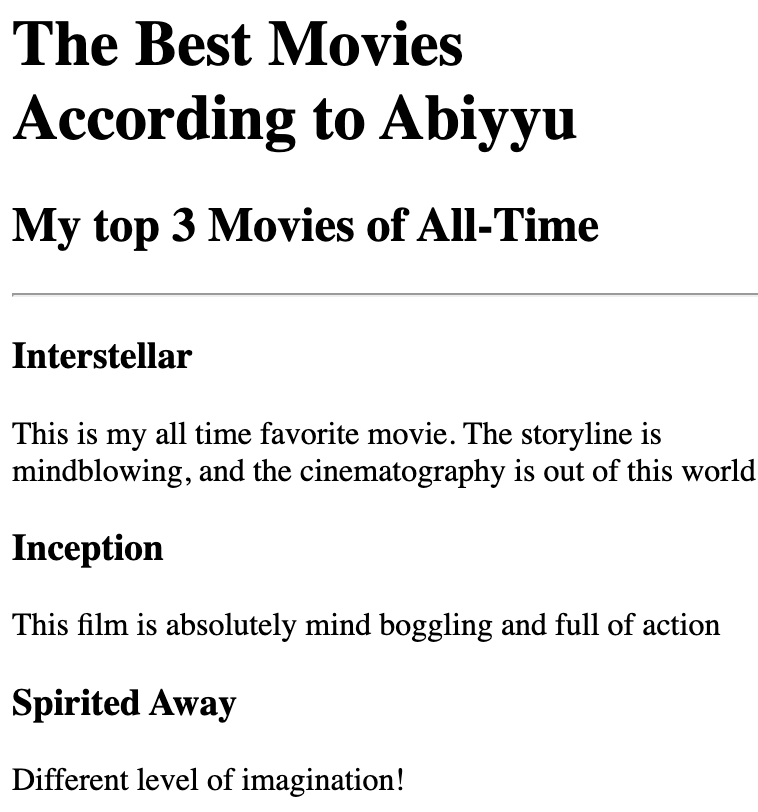 The Best Movies
According to Abiyyu
My top 3 Movies of All-Time
Interstellar
This is my all time favorite movie. The storyline is
mindblowing, and the cinematography is out of this world
Inception
This film is absolutely mind boggling and full of action
Spirited Away
Different level of imagination!